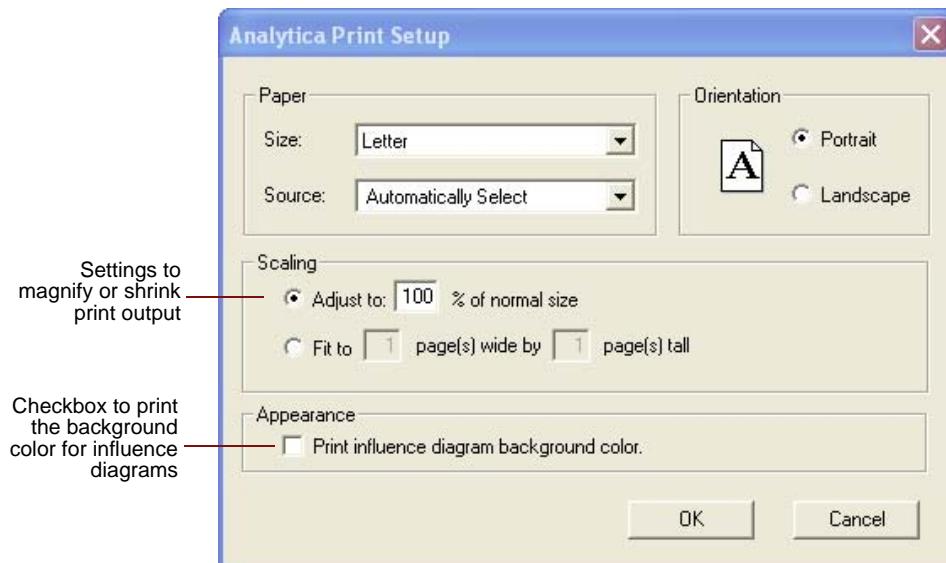 Analytica Print Setup
Paper
Size: Letter
Source: Automatically Select
Orientation
A
Portrait
Landscape
Settings to
magnify or shrink
print output
Scaling
Adjust to: 100 % of normal size
Fit to 1 page(s) wide by 1 page(s) tall
Checkbox to print
the background
color for influence
diagrams
Appearance
Print influence diagram background color.
OK Cancel